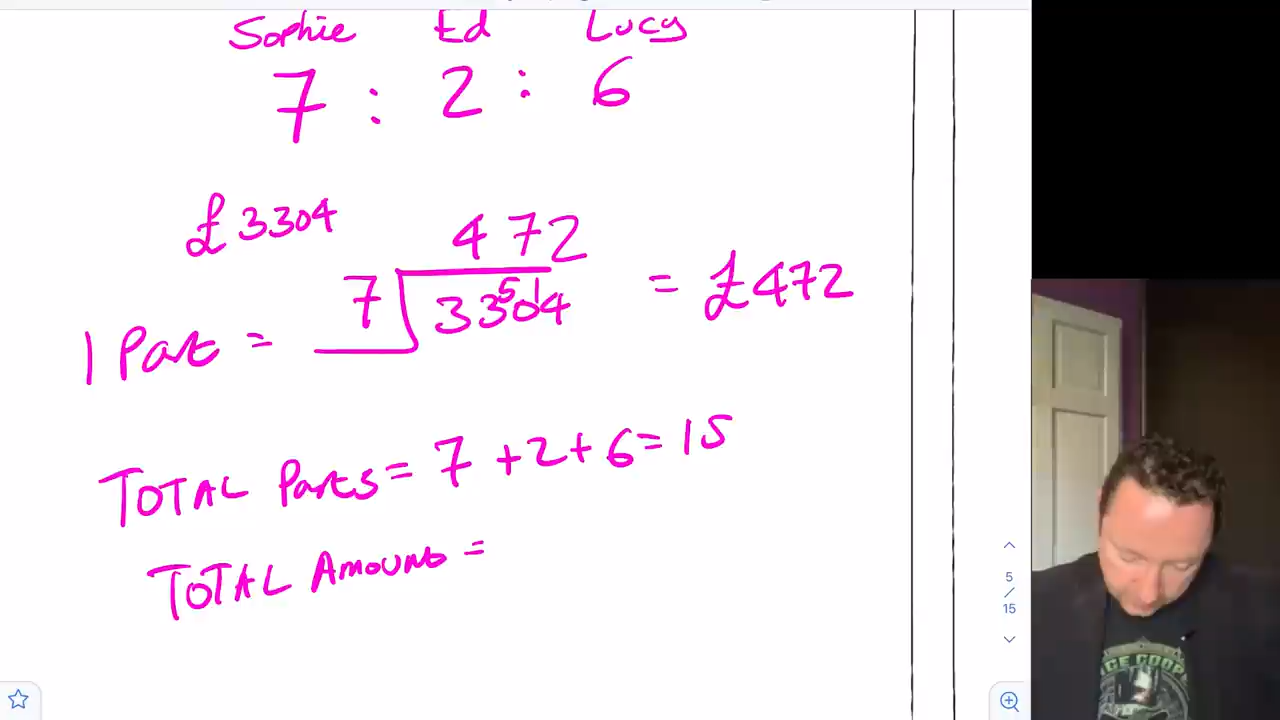 Sophie Ed Lucy
7 : 2 : 6
£3304
472
1 Part = 7 3354014 = £472
TOTAL Parts = 7 + 2 + 6 = 15
TOTAL AMOUNT =
5
/
15